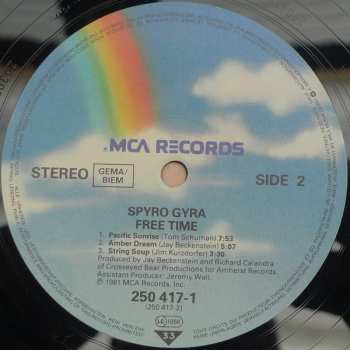 MCA RECORDS
STEREO
GEMA/
BIEM
SIDE 2
SPYRO GYRA
FREE TIME
1. Pacific Sunrise (Tom Schuman) 7:53
2. Amber Dream (Jay Beckenstein) 5:07
3. String Soup (Jim Kurzdorfer) 3:30
Produced by Jay Beckenstein and Richard Calandra
of Crosseyed Bear Productions for Amherst Records.
Assistant Producer: Jeremy Wall.
℗ 1981 MCA Records, Inc.
250 417-1
(250 417-2)
33